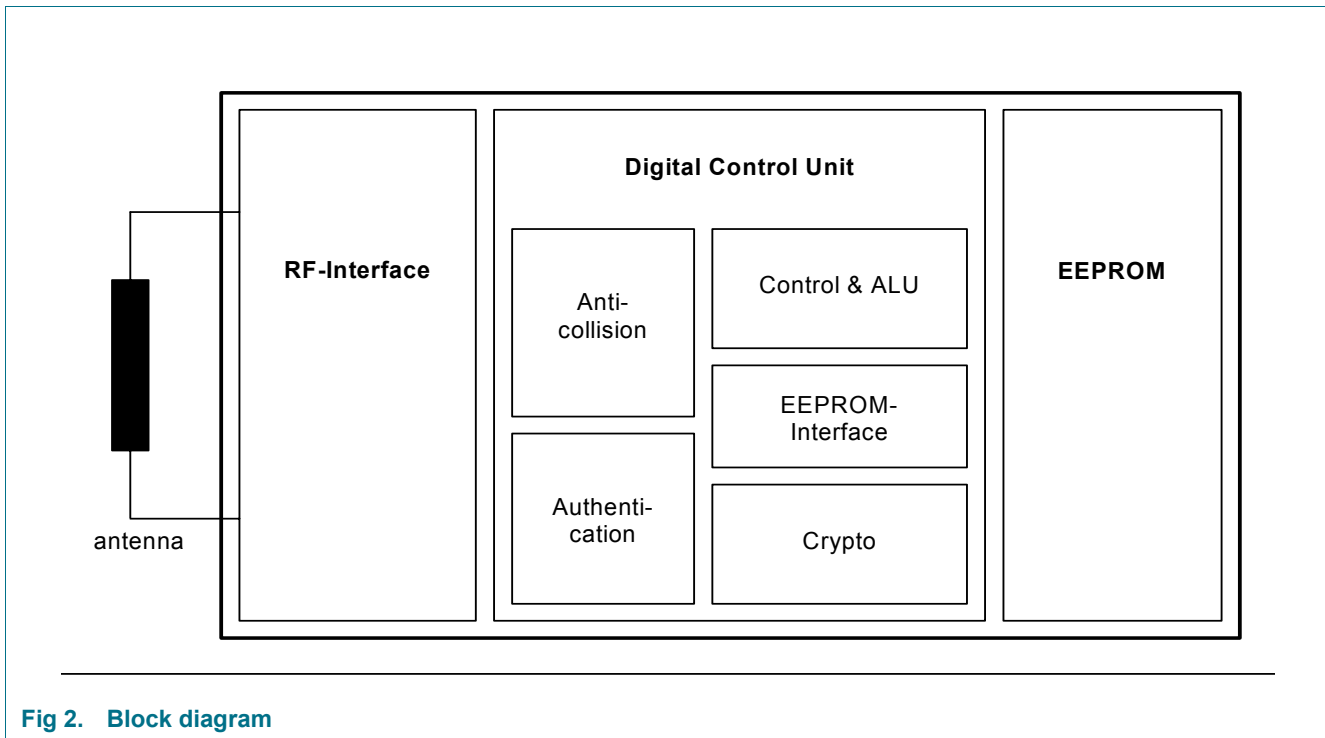 Digital Control Unit
RF-Interface
EEPROM
Anti-
collision
Control & ALU
EEPROM-
Interface
Authenti-
cation
Crypto
antenna
Fig 2. Block diagram